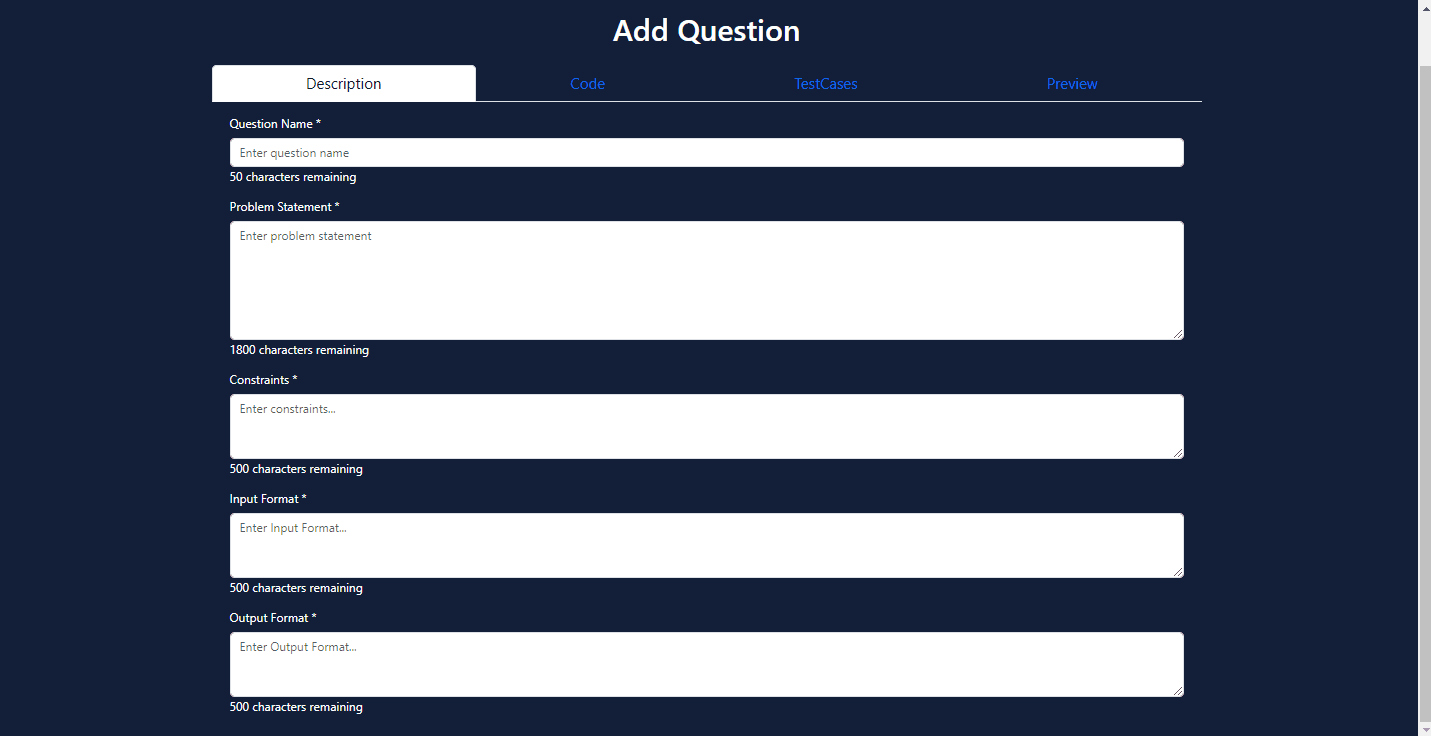 Add Question
Description Code TestCases Preview
Question Name *
Enter question name
50 characters remaining
Problem Statement *
Enter problem statement
1800 characters remaining
Constraints *
Enter constraints...
500 characters remaining
Input Format *
Enter Input Format...
500 characters remaining
Output Format *
Enter Output Format...
500 characters remaining